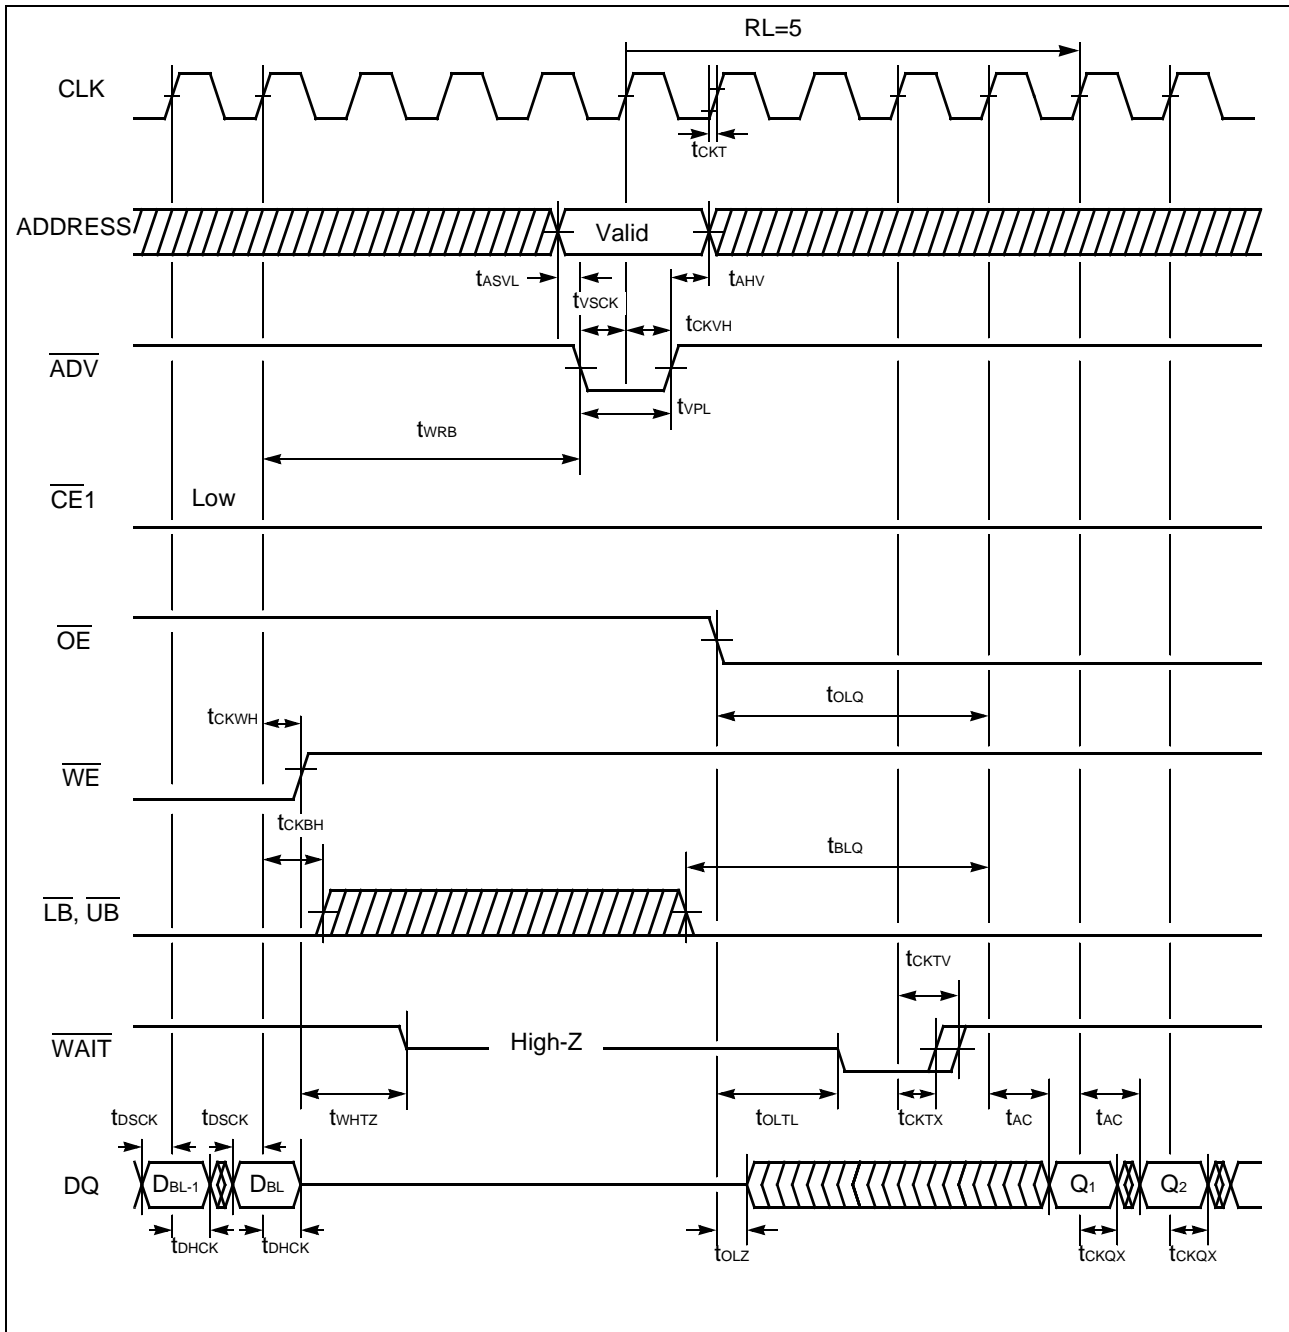 RL=5
CLK
tCKT
ADDRESS
Valid
tASVL
tAHV
tVSCK
tCKVH
ADV
tVPL
tWRB
CE1
Low
OE
tOLQ
tCKWH
WE
tCKBH
tBLQ
LB, UB
tCKTV
WAIT
High-Z
tDSCK
tDSCK
tWHTZ
tOLTL
tCKTX
tAC
tAC
DQ
DBL-1
DBL
Q1
Q2
tDHCK
tDHCK
tOLZ
tCKQX
tCKQX